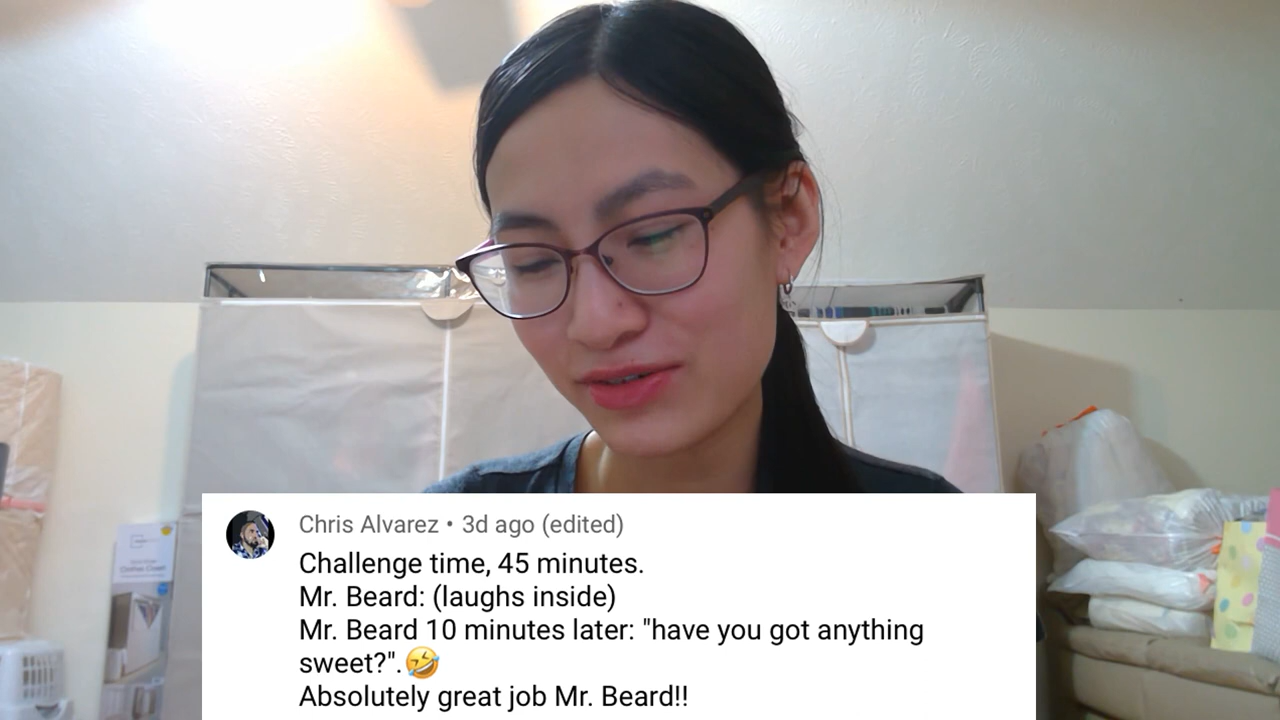 Chris Alvarez • 3d ago (edited)
Challenge time, 45 minutes.
Mr. Beard: (laughs inside)
Mr. Beard 10 minutes later: "have you got anything
sweet?".🤣
Absolutely great job Mr. Beard!!